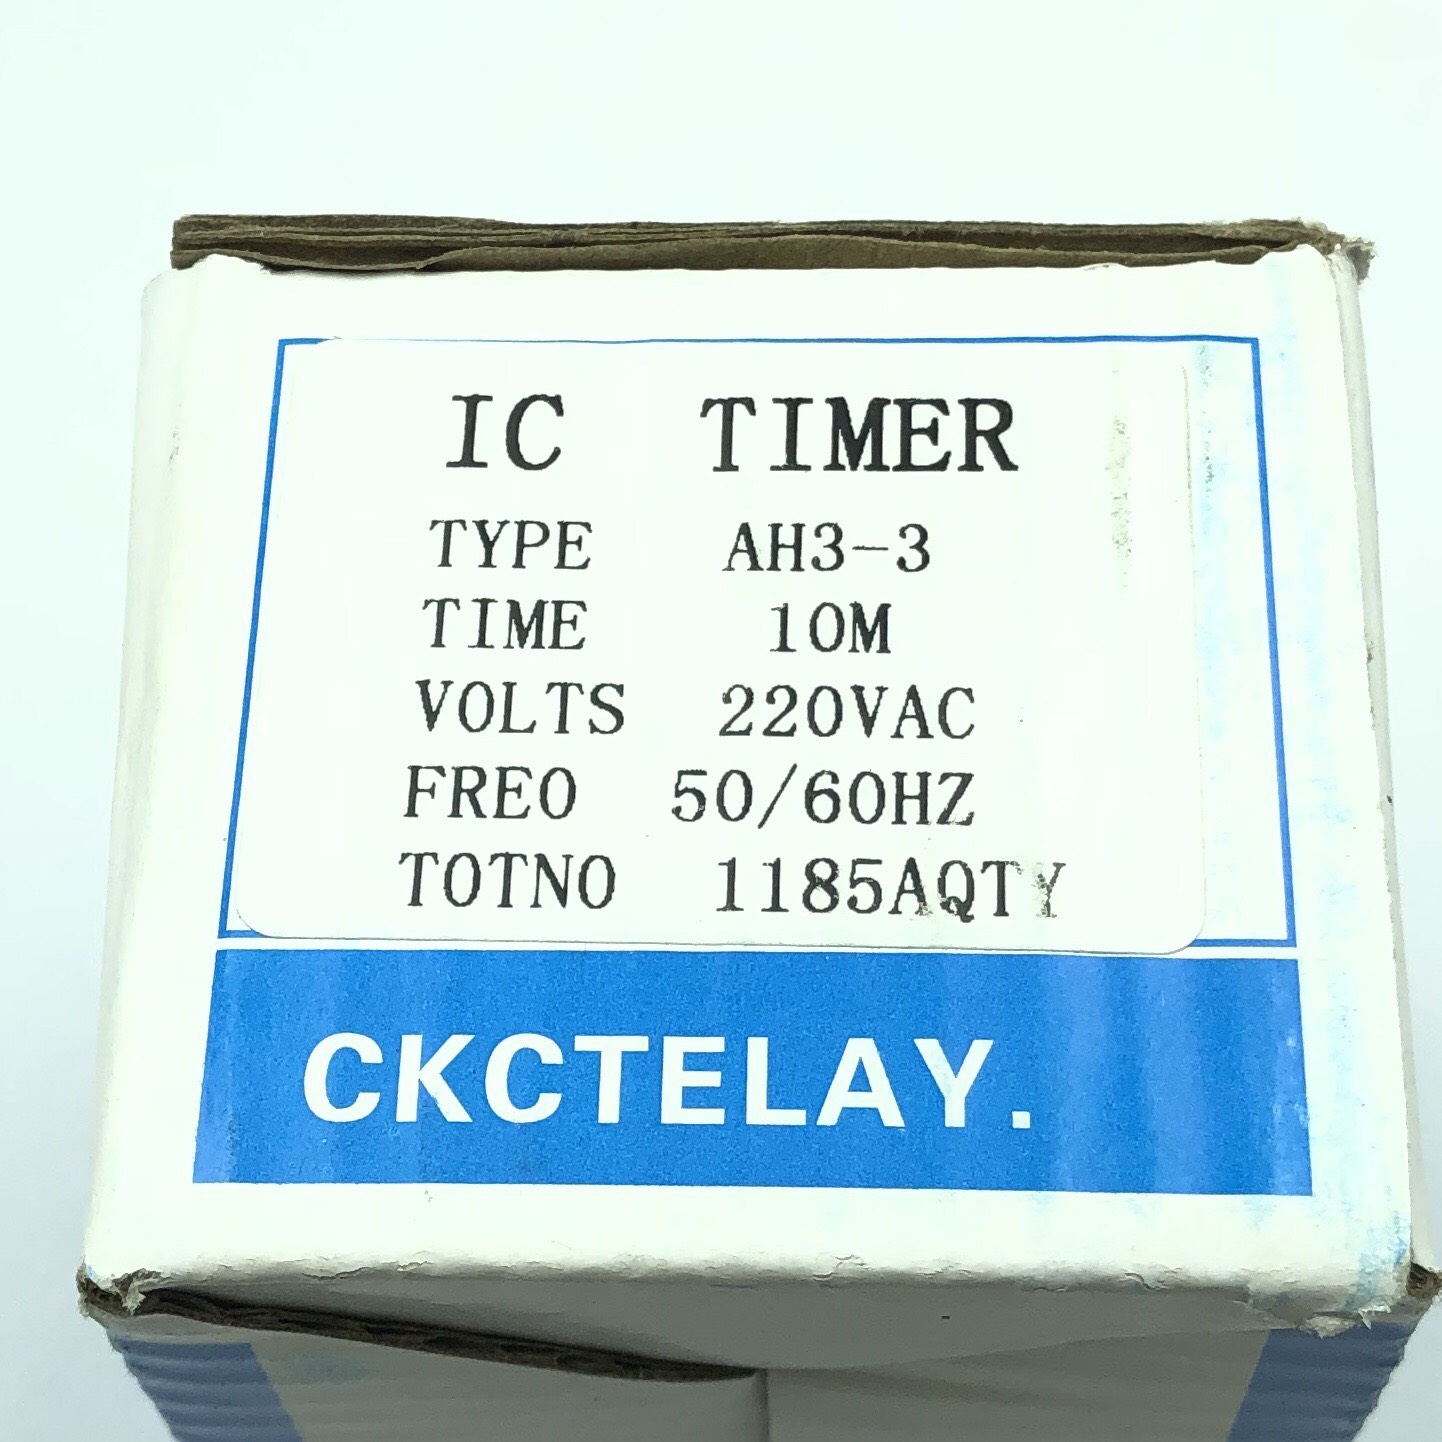 IC TIMER
TYPE AH3-3
TIME 10M
VOLTS 220VAC
FREO 50/60HZ
TOTNO 1185AQTY
CKCTELAY.